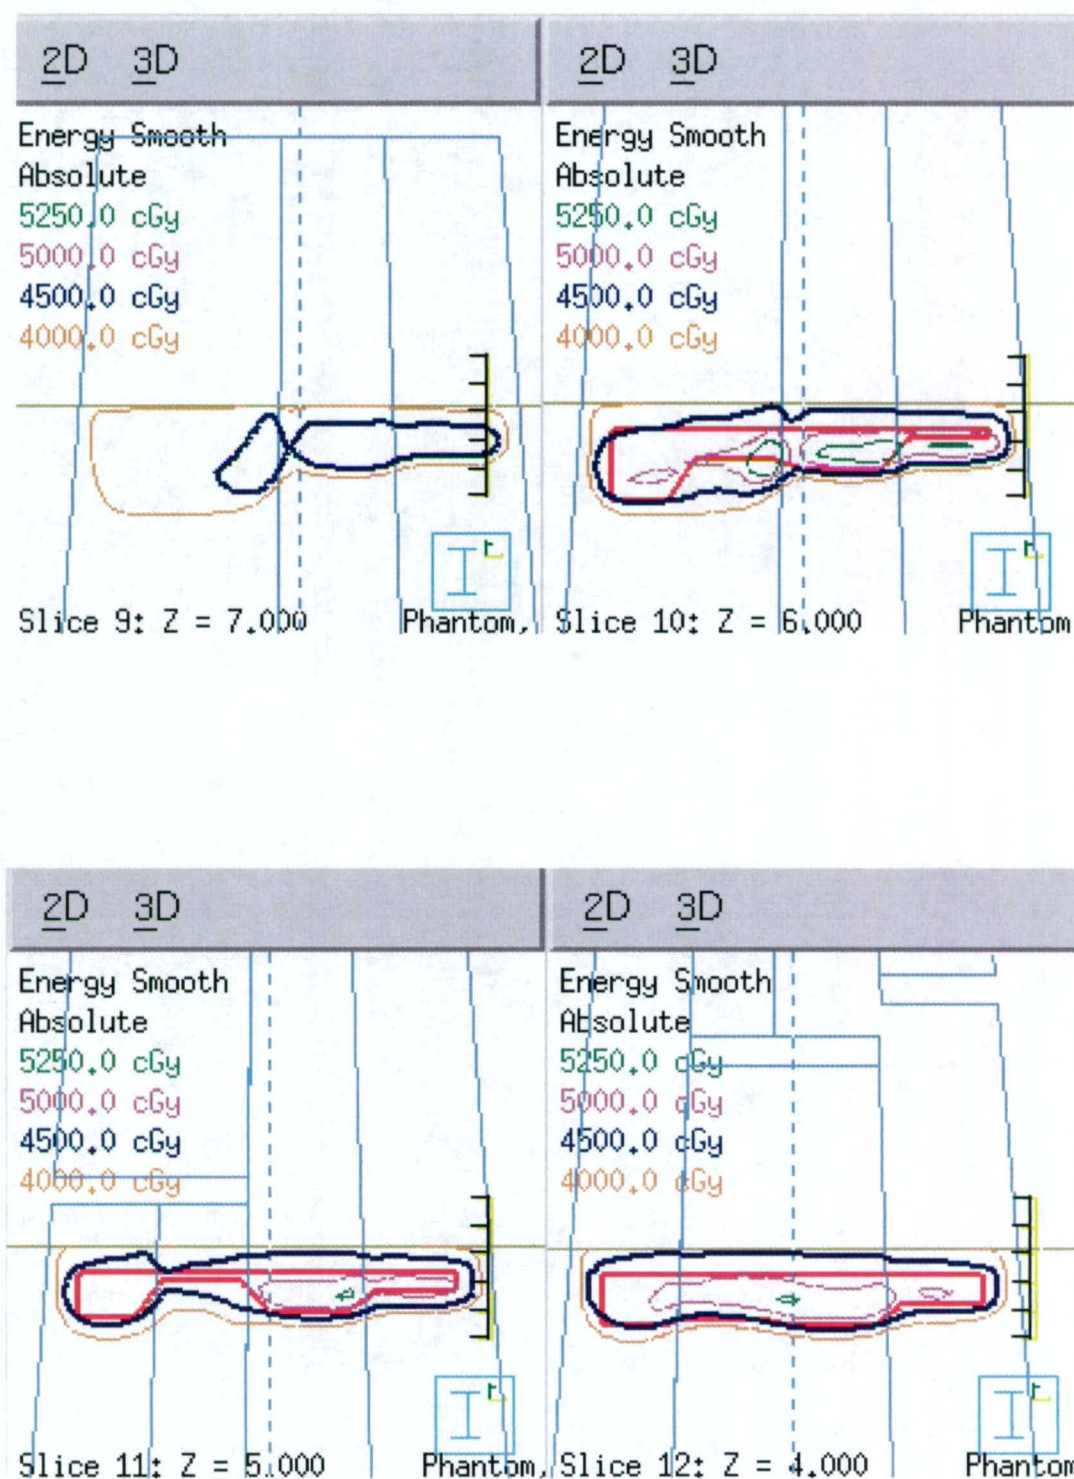 2D 3D
Energy Smooth
Absolute
5250.0 cGy
5000.0 cGy
4500.0 cGy
4000.0 cGy
Slice 9: Z = 7.000 Phantom,
2D 3D
Energy Smooth
Absolute
5250.0 cGy
5000.0 cGy
4500.0 cGy
4000.0 cGy
Slice 10: Z = 6.000 Phantom
2D 3D
Energy Smooth
Absolute
5250.0 cGy
5000.0 cGy
4500.0 cGy
4000.0 cGy
Slice 11: Z = 5.000 Phantom,
2D 3D
Energy Smooth
Absolute
5250.0 cGy
5000.0 cGy
4500.0 cGy
4000.0 cGy
Slice 12: Z = 4.000 Phantom